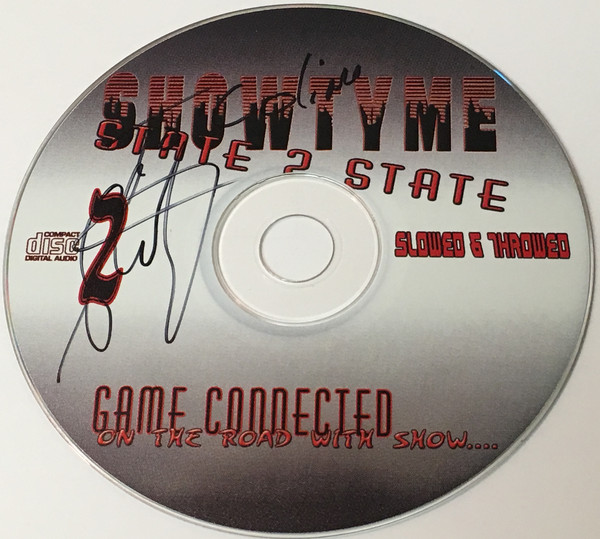 SHOWTYME
STATE 2 STATE
2
COMPACT
disc
DIGITAL AUDIO
SLOWED & THROWED
GAME CONNECTED
ON THE ROAD WITH SHOW....